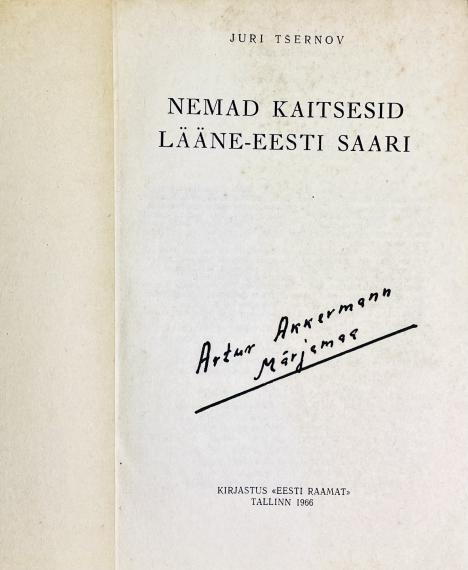 JURI TSERNOV
NEMAD KAITSESID
LÄÄNE-EESTI SAARI
Artur Akkermann
Märjamaa
KIRJASTUS «EESTI RAAMAT»
TALLINN 1966